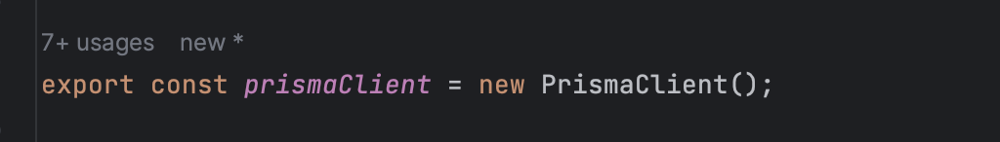 7+ usages   new *
export const prismaClient = new PrismaClient();